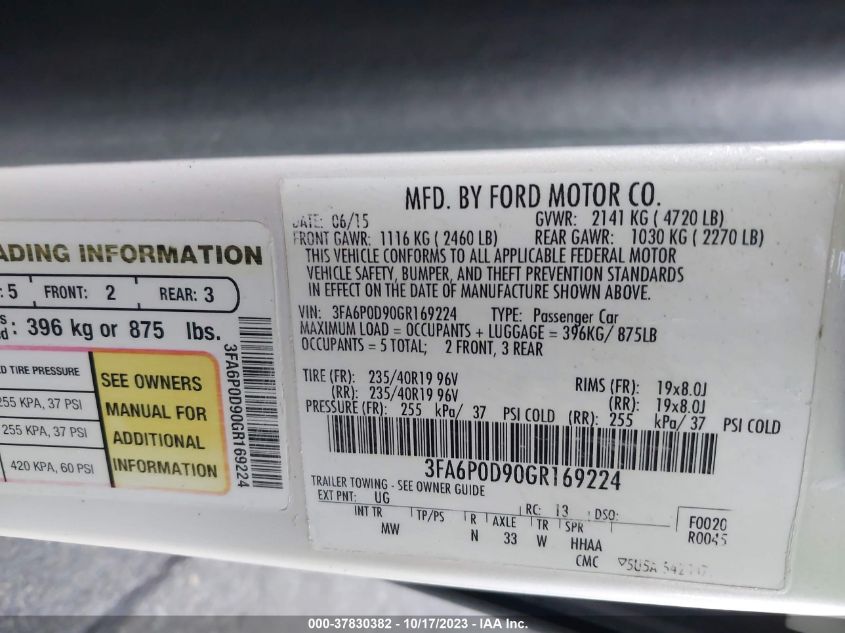 ADING INFORMATION
5 FRONT: 2 REAR: 3
396 kg or 875 lbs.
TIRE PRESSURE
255 KPA, 37 PSI
255 KPA, 37 PSI
420 KPA, 60 PSI
SEE OWNERS
MANUAL FOR
ADDITIONAL
INFORMATION
3FA6P0D90GR169224
MFD. BY FORD MOTOR CO.
DATE: 06/15 GVWR: 2141 KG ( 4720 LB)
FRONT GAWR: 1116 KG ( 2460 LB) REAR GAWR: 1030 KG ( 2270 LB)
THIS VEHICLE CONFORMS TO ALL APPLICABLE FEDERAL MOTOR
VEHICLE SAFETY, BUMPER, AND THEFT PREVENTION STANDARDS
IN EFFECT ON THE DATE OF MANUFACTURE SHOWN ABOVE.
VIN: 3FA6P0D90GR169224 TYPE: Passenger Car
MAXIMUM LOAD = OCCUPANTS + LUGGAGE = 396KG/ 875LB
OCCUPANTS = 5 TOTAL; 2 FRONT, 3 REAR
TIRE (FR): 235/40R19 96V RIMS (FR): 19x8.0J
(RR): 235/40R19 96V (RR): 19x8.0J
PRESSURE (FR): 255 kPa/ 37 PSI COLD (RR): 255 kPa/ 37 PSI COLD
3FA6P0D90GR169224
TRAILER TOWING - SEE OWNER GUIDE
EXT PNT: UG RC: 13 DSO: F0020
INT TR TP/PS R AXLE TR SPR R0045
MW N 33 W HHAA
CMC
000-37830382 - 10/17/2023 - IAA Inc.